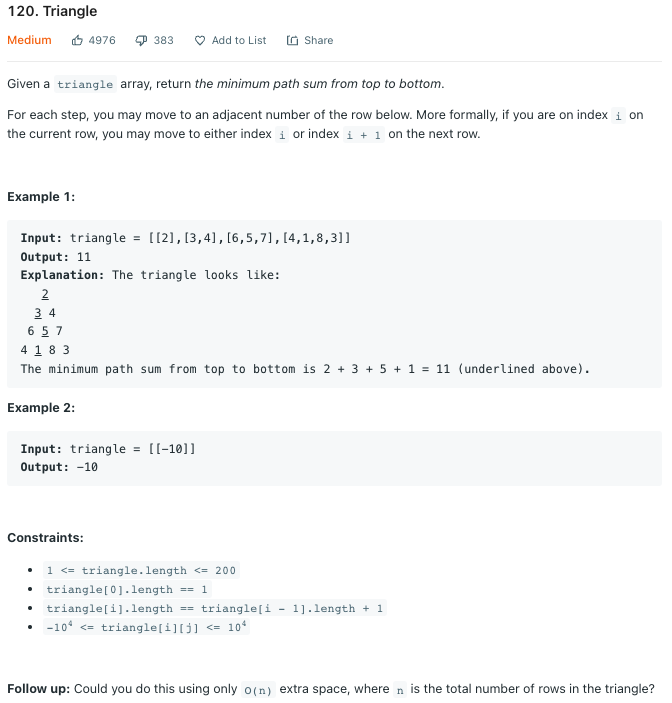 120. Triangle
Medium 4976 383 Add to List Share
Given a triangle array, return the minimum path sum from top to bottom.
For each step, you may move to an adjacent number of the row below. More formally, if you are on index i on
the current row, you may move to either index i or index i + 1 on the next row.
Example 1:
Input: triangle = [[2],[3,4],[6,5,7],[4,1,8,3]]
Output: 11
Explanation: The triangle looks like:
2
3 4
6 5 7
4 1 8 3
The minimum path sum from top to bottom is 2 + 3 + 5 + 1 = 11 (underlined above).
Example 2:
Input: triangle = [[-10]]
Output: -10
Constraints:
• 1 <= triangle.length <= 200
• triangle[0].length == 1
• triangle[i].length == triangle[i - 1].length + 1
• -10⁴ <= triangle[i][j] <= 10⁴
Follow up: Could you do this using only O(n) extra space, where n is the total number of rows in the triangle?